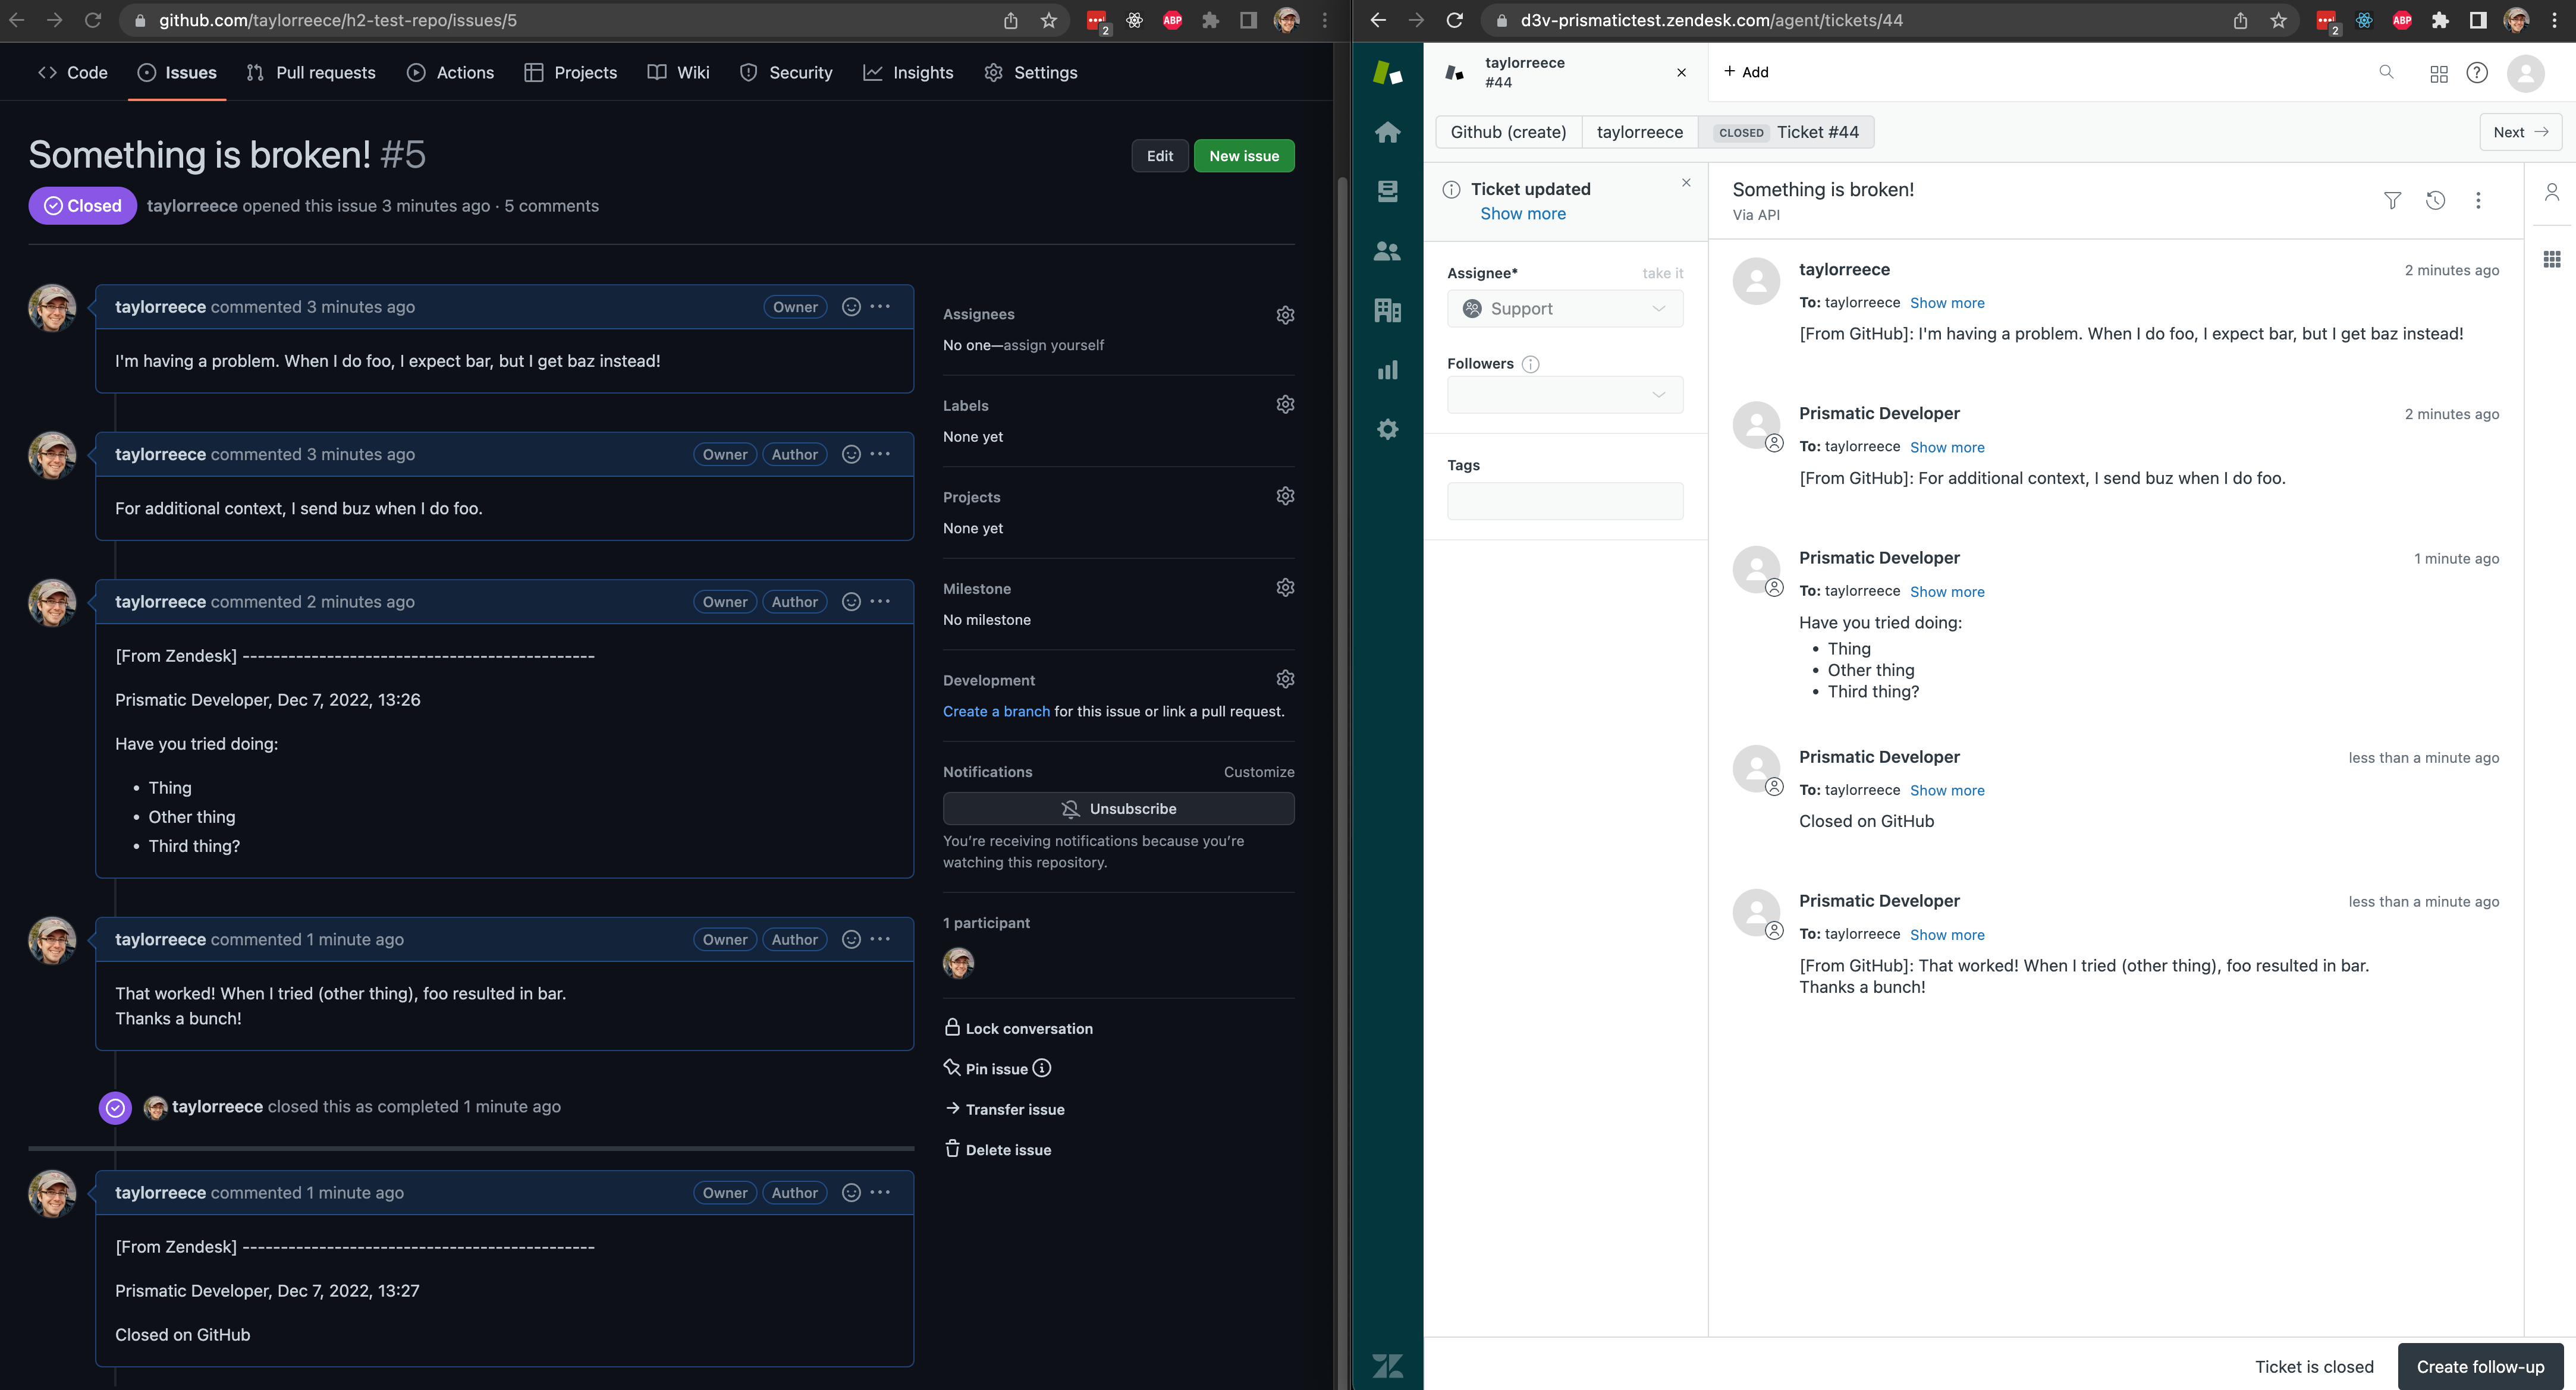 github.com/taylorreece/h2-test-repo/issues/5
ABP
2
Code
Issues
Pull requests
Actions
Projects
Wiki
Security
Insights
Settings
Something is broken! #5
Edit
New issue
Closed
taylorreece opened this issue 3 minutes ago · 5 comments
taylorreece commented 3 minutes ago
Owner
I'm having a problem. When I do foo, I expect bar, but I get baz instead!
taylorreece commented 3 minutes ago
Owner
Author
For additional context, I send buz when I do foo.
taylorreece commented 2 minutes ago
Owner
Author
[From Zendesk] ----------------------------------------------
Prismatic Developer, Dec 7, 2022, 13:26
Have you tried doing:
• Thing
• Other thing
• Third thing?
taylorreece commented 1 minute ago
Owner
Author
That worked! When I tried (other thing), foo resulted in bar.
Thanks a bunch!
taylorreece closed this as completed 1 minute ago
taylorreece commented 1 minute ago
Owner
Author
[From Zendesk] ----------------------------------------------
Prismatic Developer, Dec 7, 2022, 13:27
Closed on GitHub
Assignees
No one—assign yourself
Labels
None yet
Projects
None yet
Milestone
No milestone
Development
Create a branch for this issue or link a pull request.
Notifications
Customize
Unsubscribe
You're receiving notifications because you're
watching this repository.
1 participant
Lock conversation
Pin issue
Transfer issue
Delete issue
d3v-prismatictest.zendesk.com/agent/tickets/44
2
ABP
taylorreece
#44
+ Add
Github (create)
taylorreece
CLOSED Ticket #44
Next →
Ticket updated
Show more
Assignee*
take it
Support
Followers
Tags
Something is broken!
Via API
taylorreece
2 minutes ago
To: taylorreece Show more
[From GitHub]: I'm having a problem. When I do foo, I expect bar, but I get baz instead!
Prismatic Developer
2 minutes ago
To: taylorreece Show more
[From GitHub]: For additional context, I send buz when I do foo.
Prismatic Developer
1 minute ago
To: taylorreece Show more
Have you tried doing:
• Thing
• Other thing
• Third thing?
Prismatic Developer
less than a minute ago
To: taylorreece Show more
Closed on GitHub
Prismatic Developer
less than a minute ago
To: taylorreece Show more
[From GitHub]: That worked! When I tried (other thing), foo resulted in bar.
Thanks a bunch!
Ticket is closed
Create follow-up